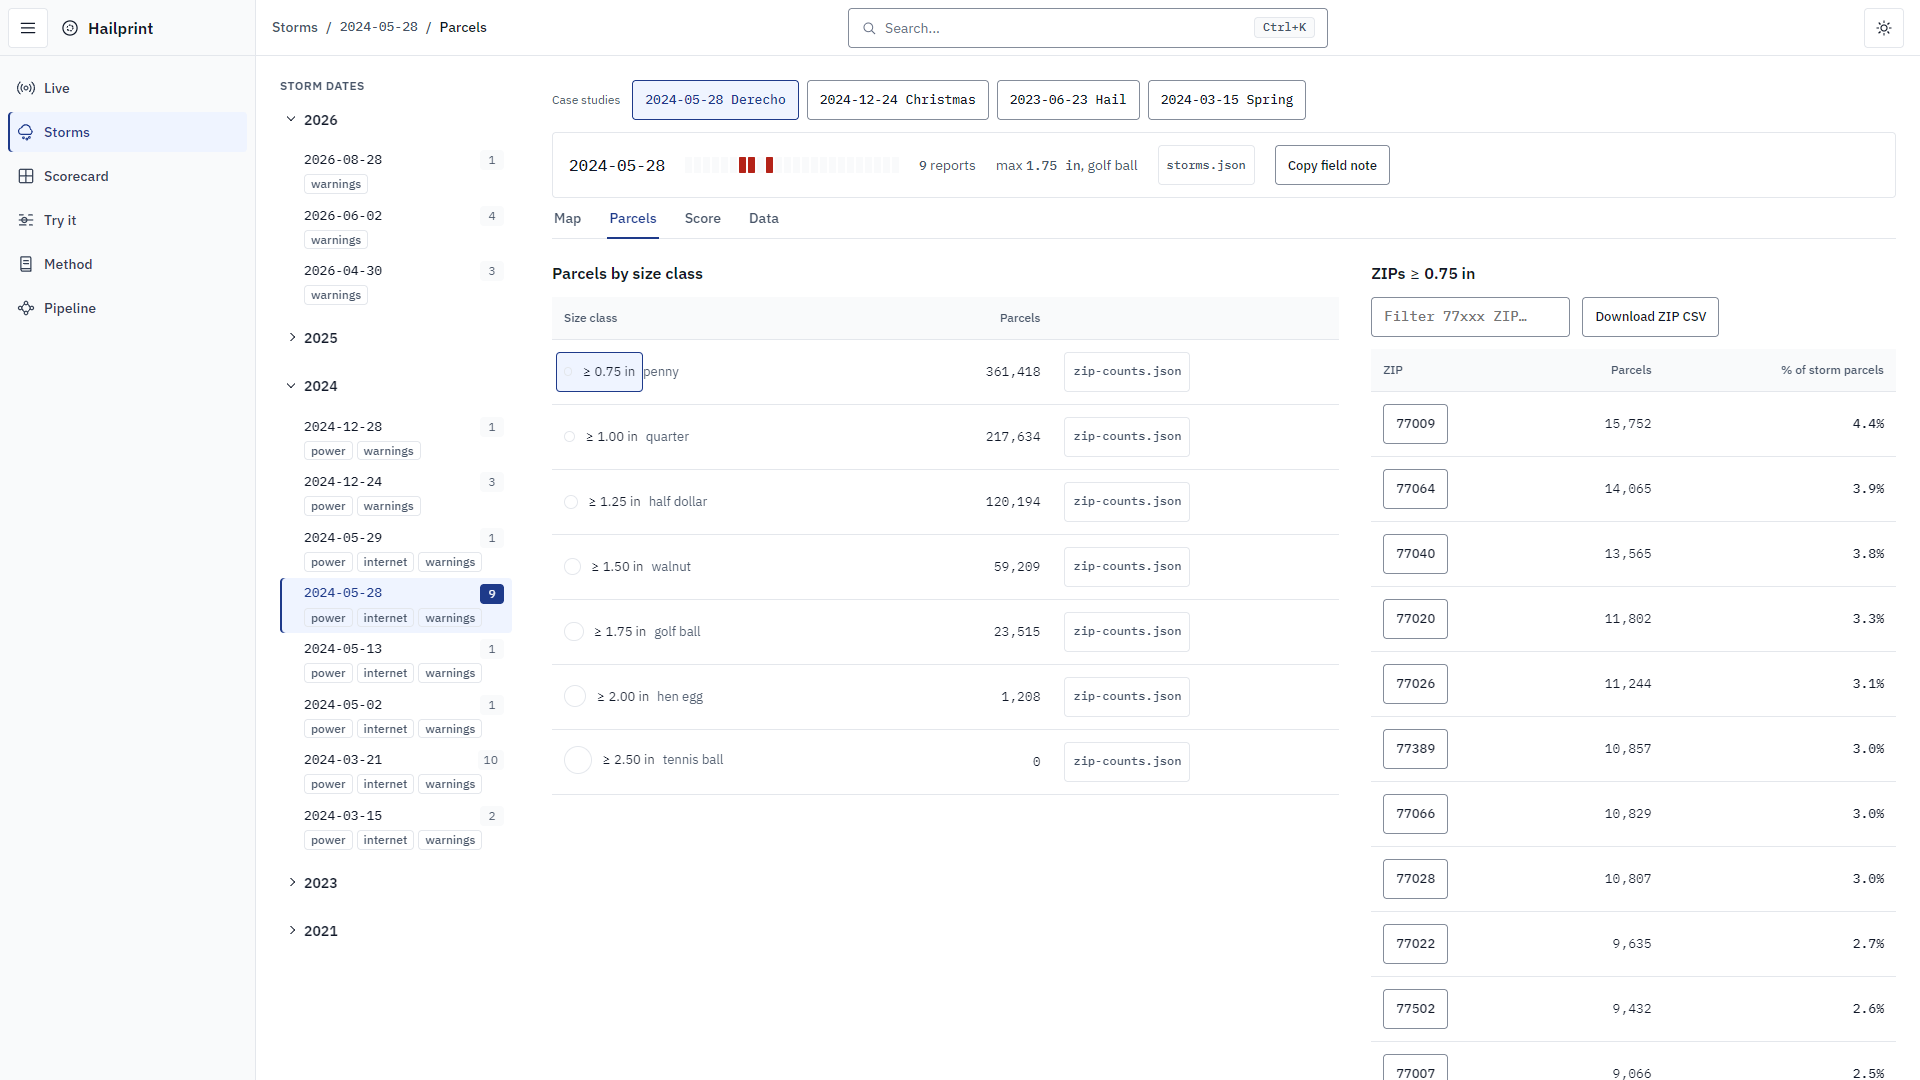 Hailprint
Storms / 2024-05-28 / Parcels
Search...
Ctrl+K
Live
Storms
Scorecard
Try it
Method
Pipeline
STORM DATES
2026
2026-08-28 1
warnings
2026-06-02 4
warnings
2026-04-30 3
warnings
2025
2024
2024-12-28 1
power warnings
2024-12-24 3
power warnings
2024-05-29 1
power internet warnings
2024-05-28 9
power internet warnings
2024-05-13 1
power internet warnings
2024-05-02 1
power internet warnings
2024-03-21 10
power internet warnings
2024-03-15 2
power internet warnings
2023
2021
Case studies 2024-05-28 Derecho 2024-12-24 Christmas 2023-06-23 Hail 2024-03-15 Spring
2024-05-28 9 reports max 1.75 in, golf ball storms.json Copy field note
Map Parcels Score Data
Parcels by size class
Size class Parcels
≥ 0.75 in penny 361,418 zip-counts.json
≥ 1.00 in quarter 217,634 zip-counts.json
≥ 1.25 in half dollar 120,194 zip-counts.json
≥ 1.50 in walnut 59,209 zip-counts.json
≥ 1.75 in golf ball 23,515 zip-counts.json
≥ 2.00 in hen egg 1,208 zip-counts.json
≥ 2.50 in tennis ball 0 zip-counts.json
ZIPs ≥ 0.75 in
Filter 77xxx ZIP… Download ZIP CSV
ZIP Parcels % of storm parcels
77009 15,752 4.4%
77064 14,065 3.9%
77040 13,565 3.8%
77020 11,802 3.3%
77026 11,244 3.1%
77389 10,857 3.0%
77066 10,829 3.0%
77028 10,807 3.0%
77022 9,635 2.7%
77502 9,432 2.6%
77007 9,066 2.5%